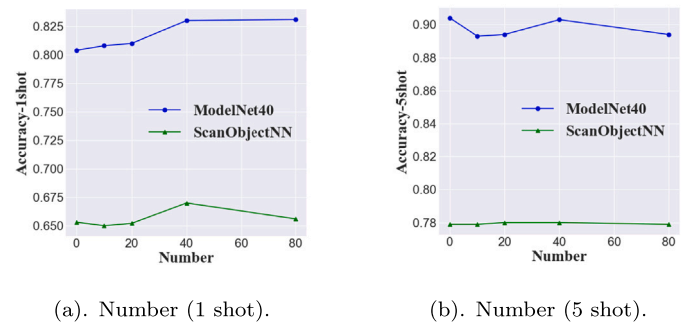 0.825
0.800
0.775
0.750
0.725
0.700
0.675
0.650
Accuracy-1shot
ModelNet40
ScanObjectNN
0 20 40 60 80
Number
(a). Number (1 shot).
0.90
0.88
0.86
0.84
0.82
0.80
0.78
Accuracy-5shot
ModelNet40
ScanObjectNN
0 20 40 60 80
Number
(b). Number (5 shot).